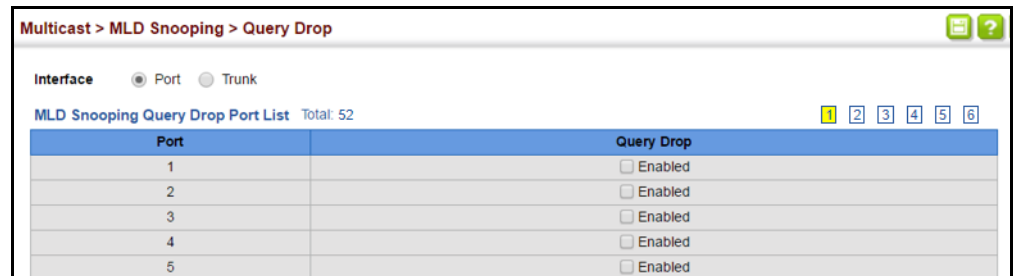 Multicast > MLD Snooping > Query Drop
?
Interface Port Trunk
MLD Snooping Query Drop Port List Total: 52 1 2 3 4 5 6
Port Query Drop
1 Enabled
2 Enabled
3 Enabled
4 Enabled
5 Enabled